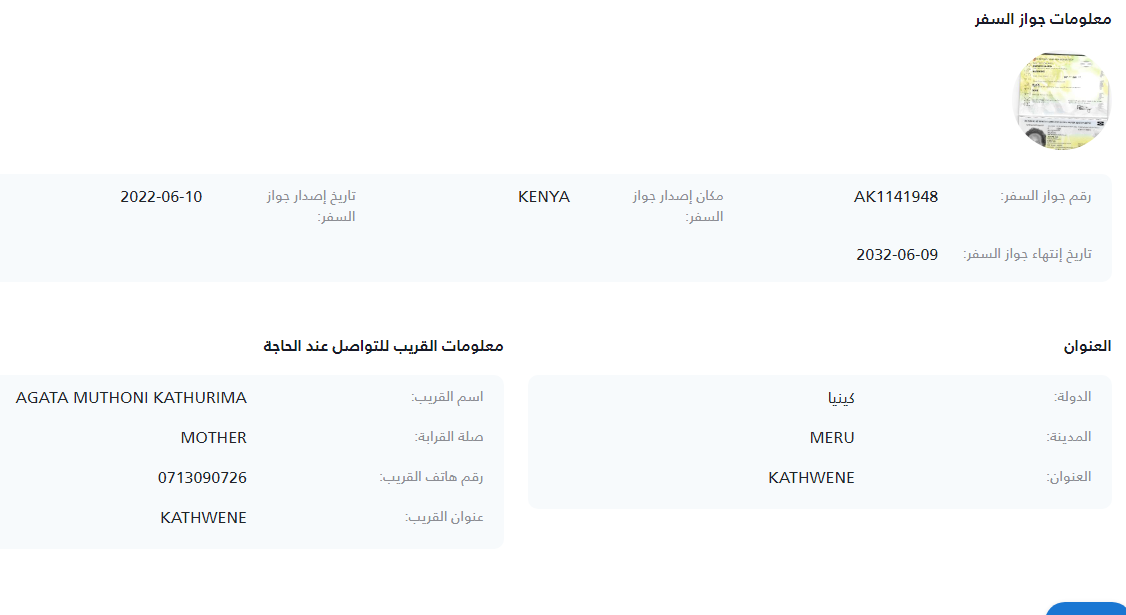 معلومات جواز السفر
رقم جواز السفر: AK1141948
مكان إصدار جواز السفر: KENYA
تاريخ إصدار جواز السفر: 2022-06-10
تاريخ إنتهاء جواز السفر: 2032-06-09
العنوان
الدولة: كينيا
المدينة: MERU
العنوان: KATHWENE
معلومات القريب للتواصل عند الحاجة
اسم القريب: AGATA MUTHONI KATHURIMA
صلة القرابة: MOTHER
رقم هاتف القريب: 0713090726
عنوان القريب: KATHWENE